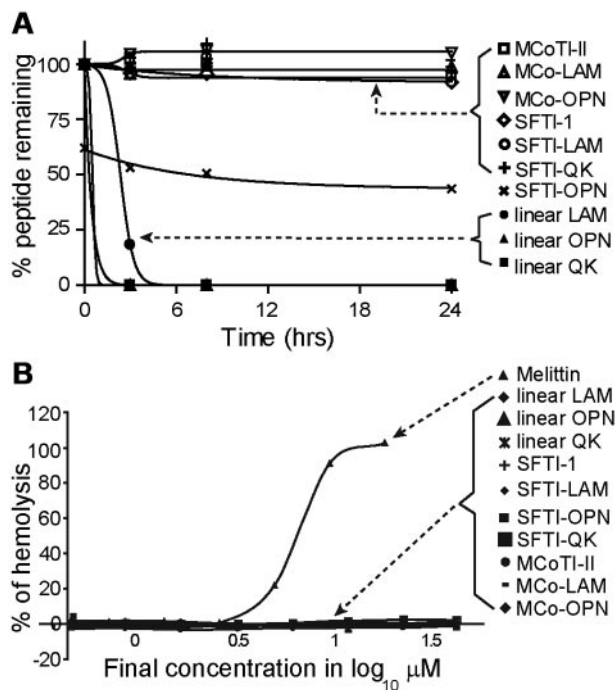 A
% peptide remaining
100
75
50
25
0
0
6
12
18
24
Time (hrs)
MCoTI-II
MCo-LAM
MCo-OPN
SFTI-1
SFTI-LAM
SFTI-QK
SFTI-OPN
linear LAM
linear OPN
linear QK
B
% of hemolysis
120
100
80
60
40
20
0
-20
0
0.5
1
1.5
Final concentration in log10 μM
Melittin
linear LAM
linear OPN
linear QK
SFTI-1
SFTI-LAM
SFTI-OPN
SFTI-QK
MCoTI-II
MCo-LAM
MCo-OPN